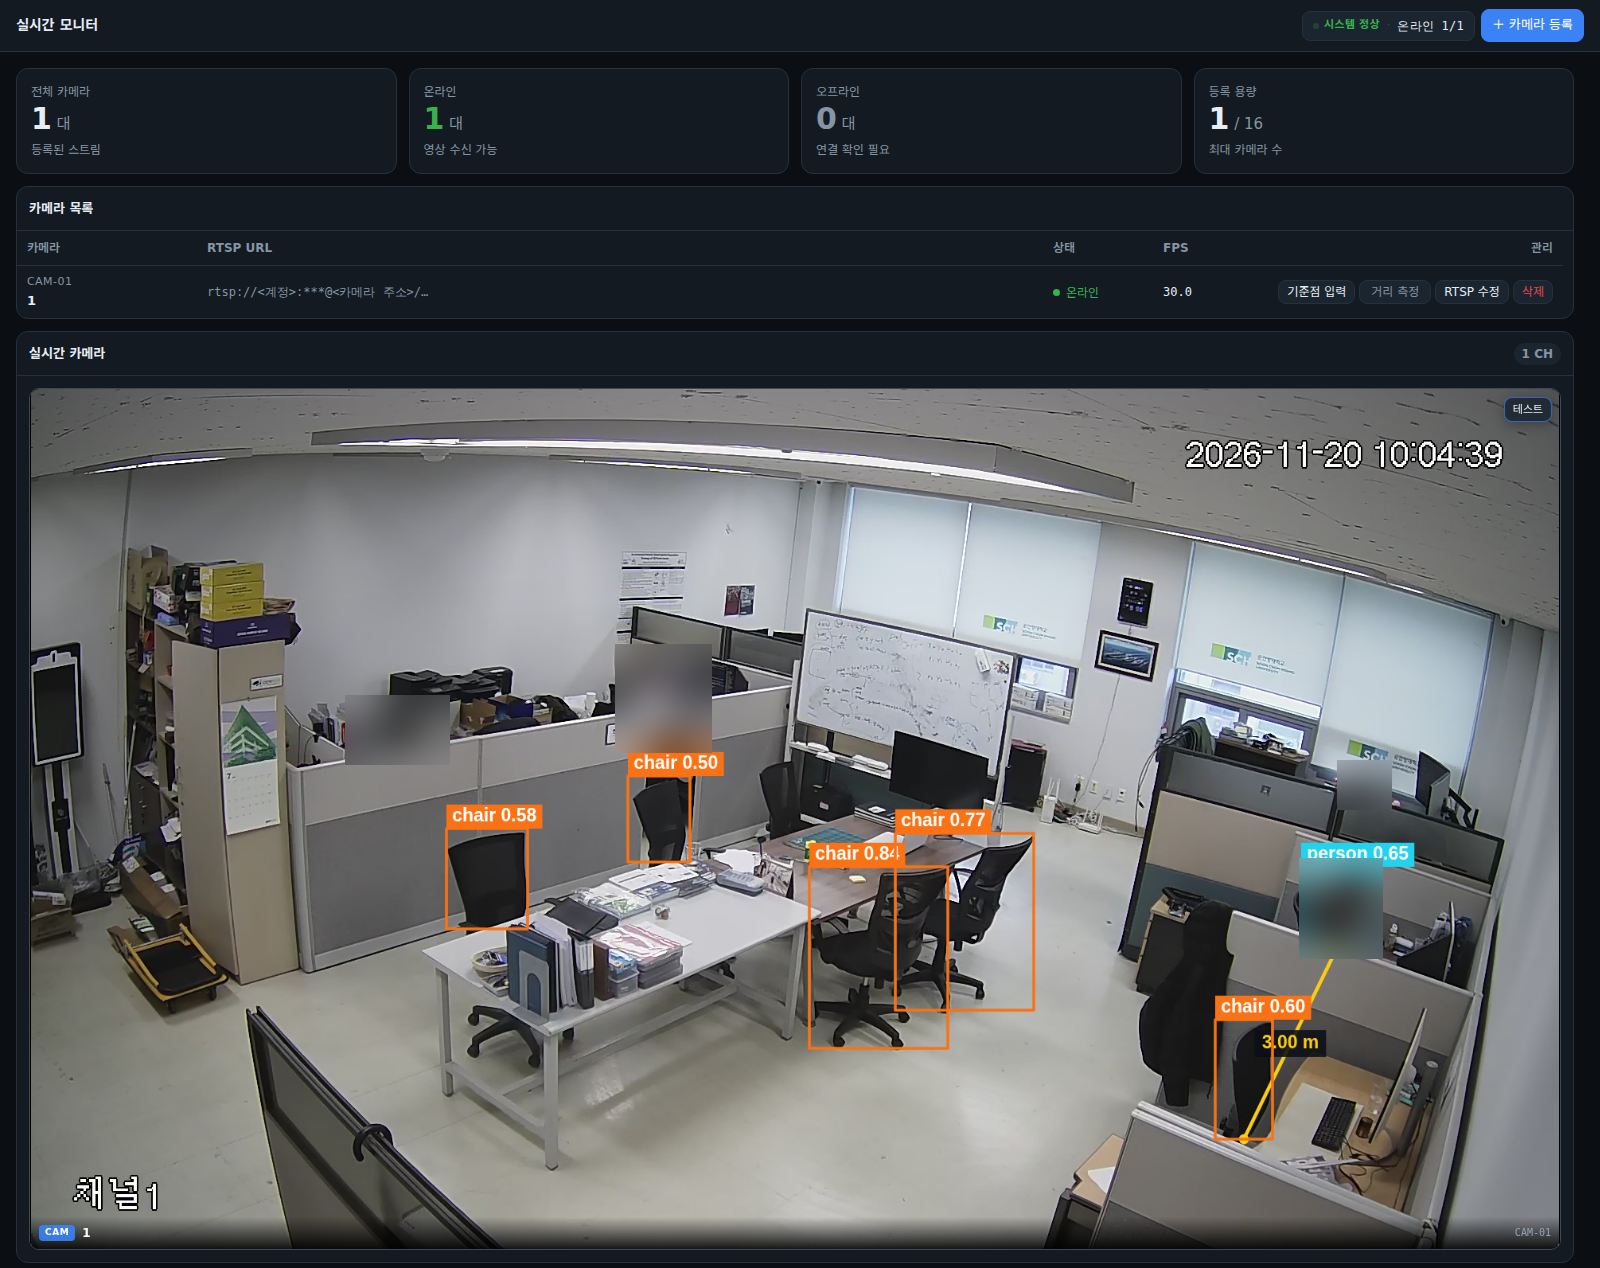 실시간 모니터
시스템 정상 · 온라인 1/1
+ 카메라 등록
전체 카메라
1 대
등록된 스트림
온라인
1 대
영상 수신 가능
오프라인
0 대
연결 확인 필요
등록 용량
1 / 16
최대 카메라 수
카메라 목록
카메라 RTSP URL 상태 FPS 관리
CAM-01
1
rtsp://<계정>:***@<카메라 주소>/…
온라인
30.0
기준점 입력 거리 측정 RTSP 수정 삭제
실시간 카메라
1 CH
테스트
2026-11-20 10:04:39
SCH
SCH
SCH
7
chair 0.50
chair 0.58
chair 0.77
chair 0.84
person 0.65
chair 0.60
3.00 m
채널1
CAM 1
CAM-01